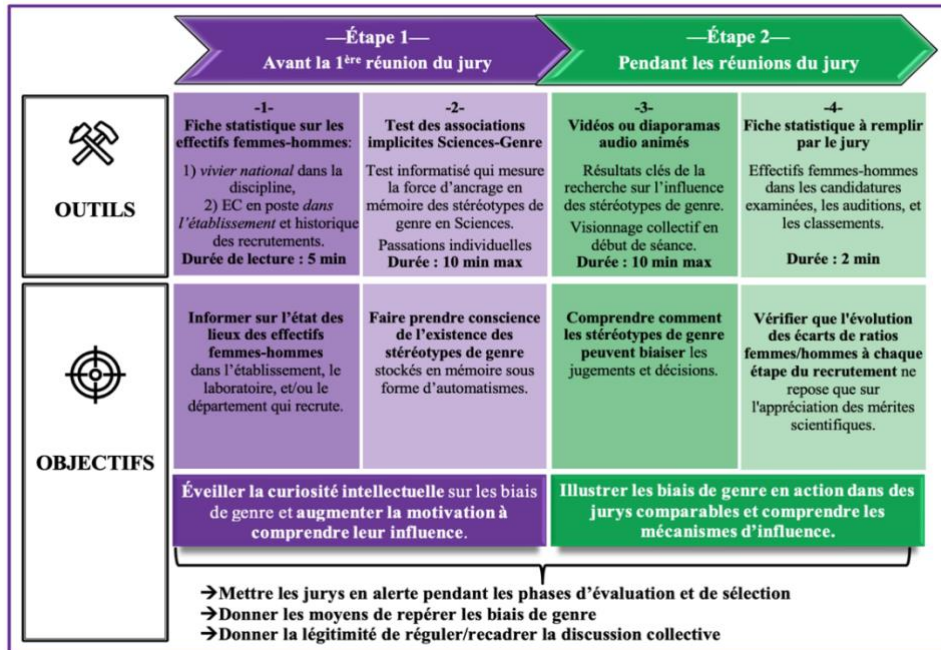 —Étape 1—
Avant la 1ère réunion du jury
—Étape 2—
Pendant les réunions du jury
OUTILS
-1-
Fiche statistique sur les
effectifs femmes-hommes:
1) vivier national dans la
discipline,
2) EC en poste dans
l’établissement et historique
des recrutements.
Durée de lecture : 5 min
-2-
Test des associations
implicites Sciences-Genre
Test informatisé qui mesure
la force d’ancrage en
mémoire des stéréotypes de
genre en Sciences.
Passations individuelles
Durée : 10 min max
-3-
Vidéos ou diaporamas
audio animés
Résultats clés de la
recherche sur l’influence
des stéréotypes de genre.
Visionnage collectif en
début de séance.
Durée : 10 min max
-4-
Fiche statistique à remplir
par le jury
Effectifs femmes-hommes
dans les candidatures
examinées, les auditions, et
les classements.
Durée : 2 min
OBJECTIFS
Informer sur l’état des
lieux des effectifs
femmes-hommes
dans l’établissement, le
laboratoire, et/ou le
département qui recrute.
Faire prendre conscience
de l’existence des
stéréotypes de genre
stockés en mémoire sous
forme d’automatismes.
Comprendre comment
les stéréotypes de genre
peuvent biaiser les
jugements et décisions.
Vérifier que l'évolution
des écarts de ratios
femmes/hommes à chaque
étape du recrutement ne
repose que sur
l'appréciation des mérites
scientifiques.
Éveiller la curiosité intellectuelle sur les biais
de genre et augmenter la motivation à
comprendre leur influence.
Illustrer les biais de genre en action dans des
jurys comparables et comprendre les
mécanismes d’influence.
➔Mettre les jurys en alerte pendant les phases d’évaluation et de sélection
➔Donner les moyens de repérer les biais de genre
➔Donner la légitimité de réguler/recadrer la discussion collective